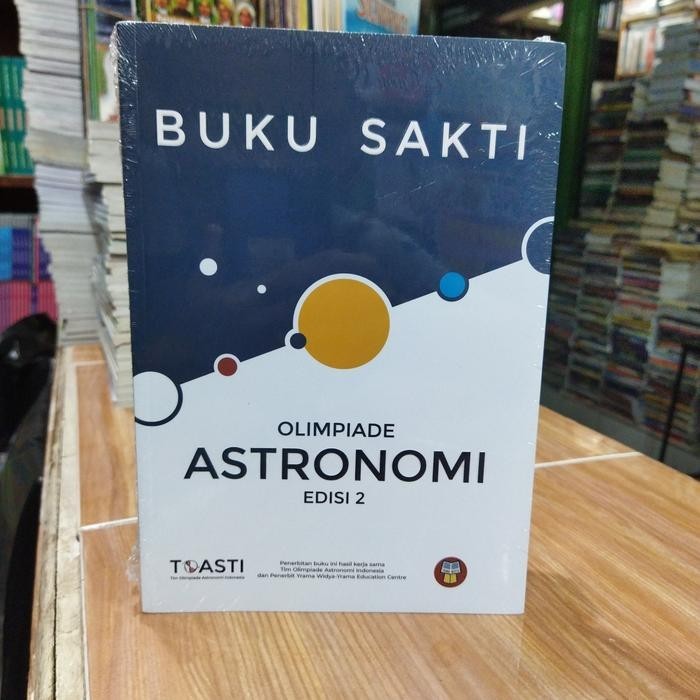 BUKU SAKTI
OLIMPIADE
ASTRONOMI
EDISI 2
TOASTI
Tim Olimpiade Astronomi Indonesia
Penerbitan buku ini hasil kerja sama
Tim Olimpiade Astronomi Indonesia
dan Penerbit Yrama Widya-Yrama Education Centre